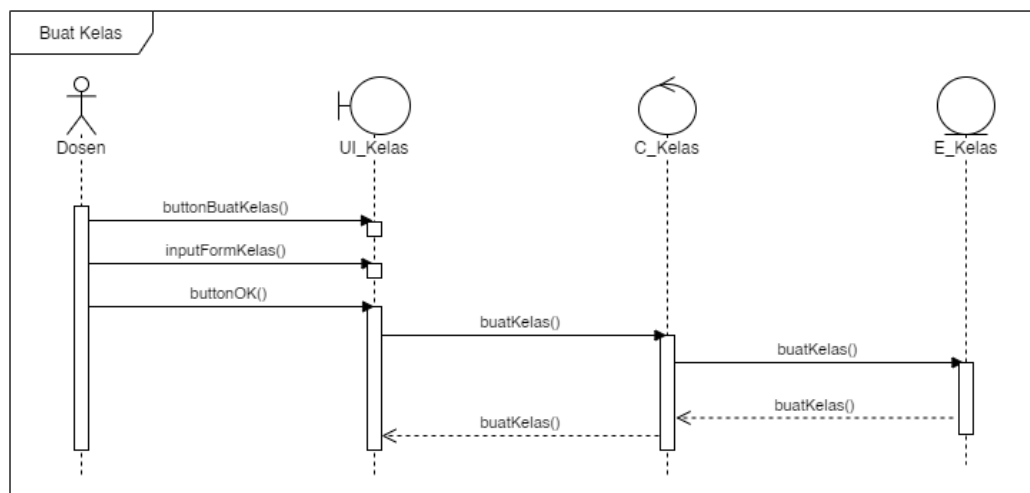 Buat Kelas
Dosen
UI_Kelas
C_Kelas
E_Kelas
buttonBuatKelas()
inputFormKelas()
buttonOK()
buatKelas()
buatKelas()
buatKelas()
buatKelas()